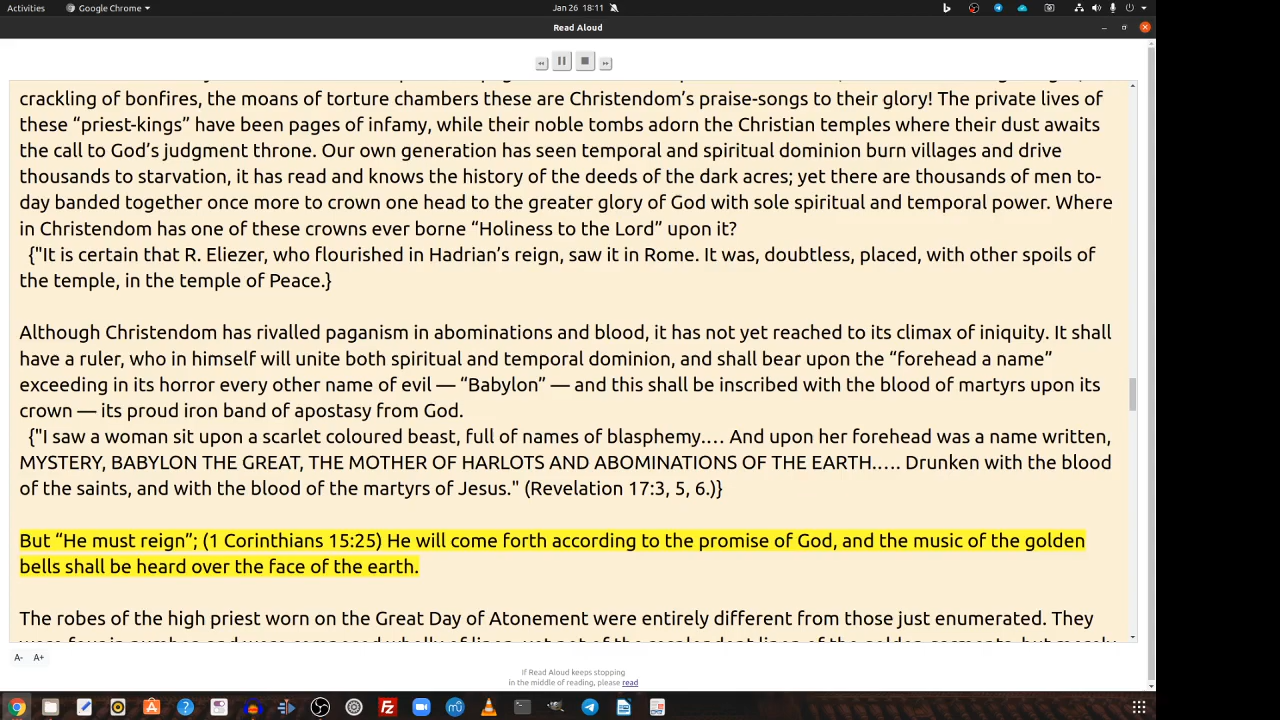 Activities
Google Chrome
Jan 26 18:11
Read Aloud
crackling of bonfires, the moans of torture chambers these are Christendom’s praise-songs to their glory! The private lives of
these “priest-kings” have been pages of infamy, while their noble tombs adorn the Christian temples where their dust awaits
the call to God’s judgment throne. Our own generation has seen temporal and spiritual dominion burn villages and drive
thousands to starvation, it has read and knows the history of the deeds of the dark acres; yet there are thousands of men to-
day banded together once more to crown one head to the greater glory of God with sole spiritual and temporal power. Where
in Christendom has one of these crowns ever borne “Holiness to the Lord” upon it?
{"It is certain that R. Eliezer, who flourished in Hadrian’s reign, saw it in Rome. It was, doubtless, placed, with other spoils of
the temple, in the temple of Peace.}
Although Christendom has rivalled paganism in abominations and blood, it has not yet reached to its climax of iniquity. It shall
have a ruler, who in himself will unite both spiritual and temporal dominion, and shall bear upon the “forehead a name”
exceeding in its horror every other name of evil — “Babylon” — and this shall be inscribed with the blood of martyrs upon its
crown — its proud iron band of apostasy from God.
{"I saw a woman sit upon a scarlet coloured beast, full of names of blasphemy.… And upon her forehead was a name written,
MYSTERY, BABYLON THE GREAT, THE MOTHER OF HARLOTS AND ABOMINATIONS OF THE EARTH.…. Drunken with the blood
of the saints, and with the blood of the martyrs of Jesus." (Revelation 17:3, 5, 6.)}
But “He must reign”; (1 Corinthians 15:25) He will come forth according to the promise of God, and the music of the golden
bells shall be heard over the face of the earth.
The robes of the high priest worn on the Great Day of Atonement were entirely different from those just enumerated. They
A- A+
If Read Aloud keeps stopping
in the middle of reading, please read